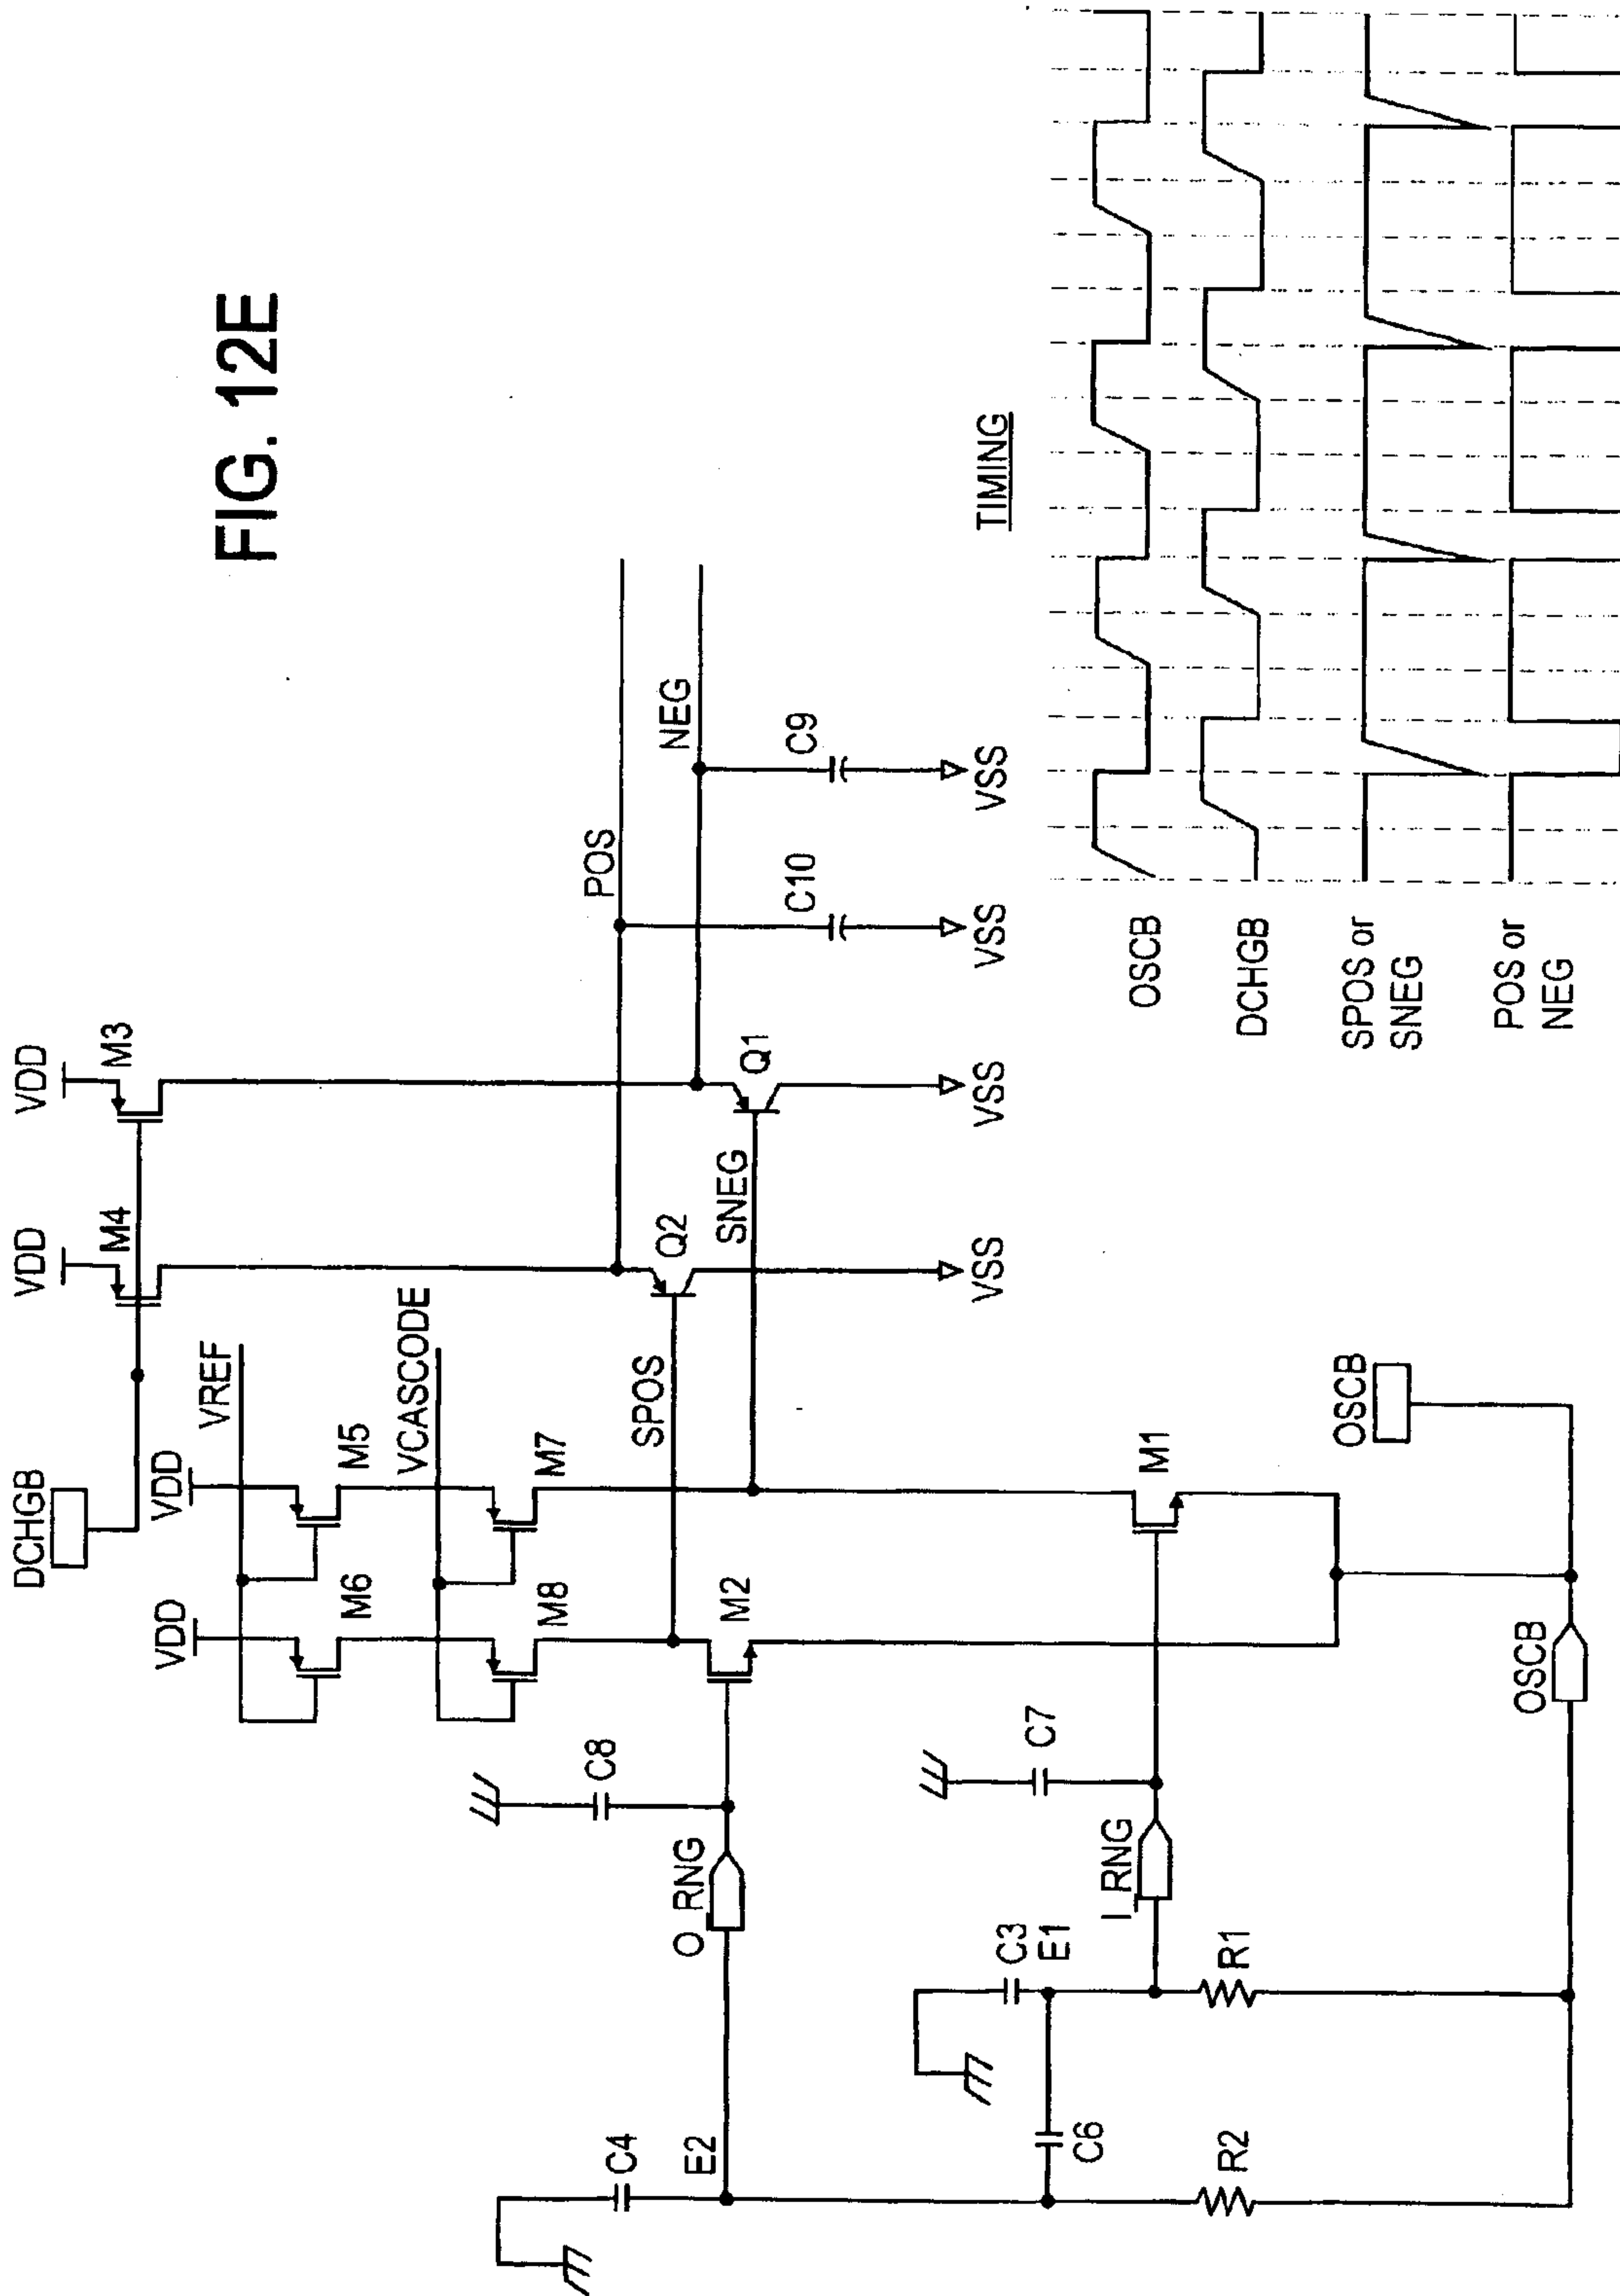 FIG. 12E
DCHGB
VDD
VDD
VDD
M4
VDD
M3
VREF
M6
M5
VCASCODE
M8
M7
SPOS
Q2
SNEG
Q1
POS
NEG
C10
C9
VSS
VSS
VSS
VSS
C4
E2
O_RNG
C8
M2
C3
E1
C6
I_RNG
C7
M1
R2
R1
OSCB
OSCB
TIMING
OSCB
DCHGB
SPOS or
SNEG
POS or
NEG